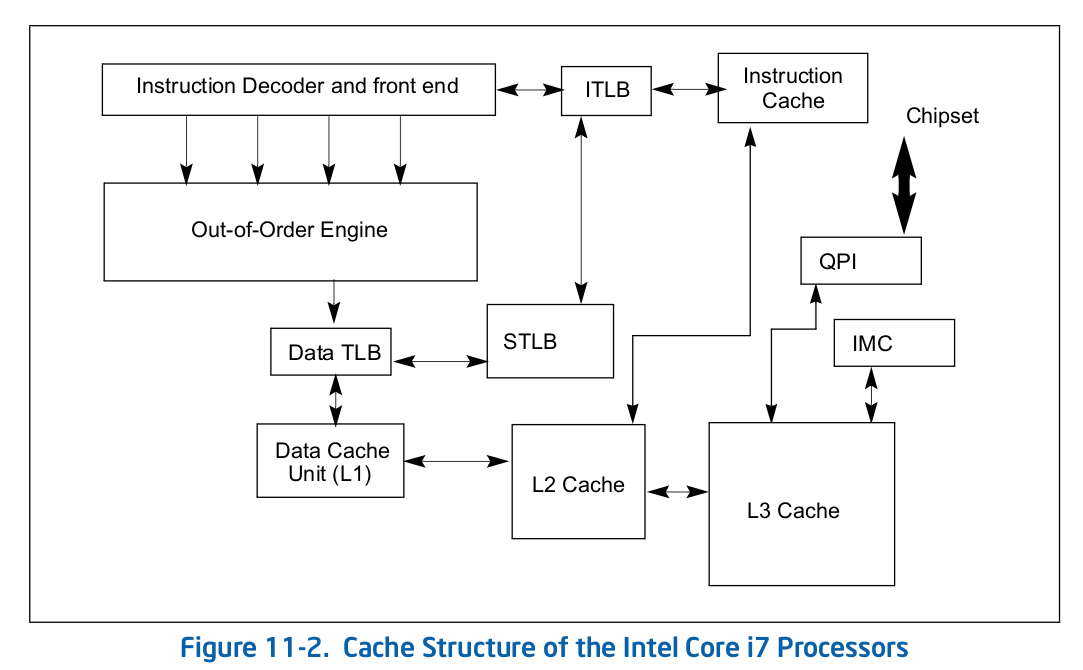 Instruction Decoder and front end
ITLB
Instruction
Cache
Chipset
Out-of-Order Engine
QPI
STLB
IMC
Data TLB
Data Cache
Unit (L1)
L2 Cache
L3 Cache
Figure 11-2. Cache Structure of the Intel Core i7 Processors